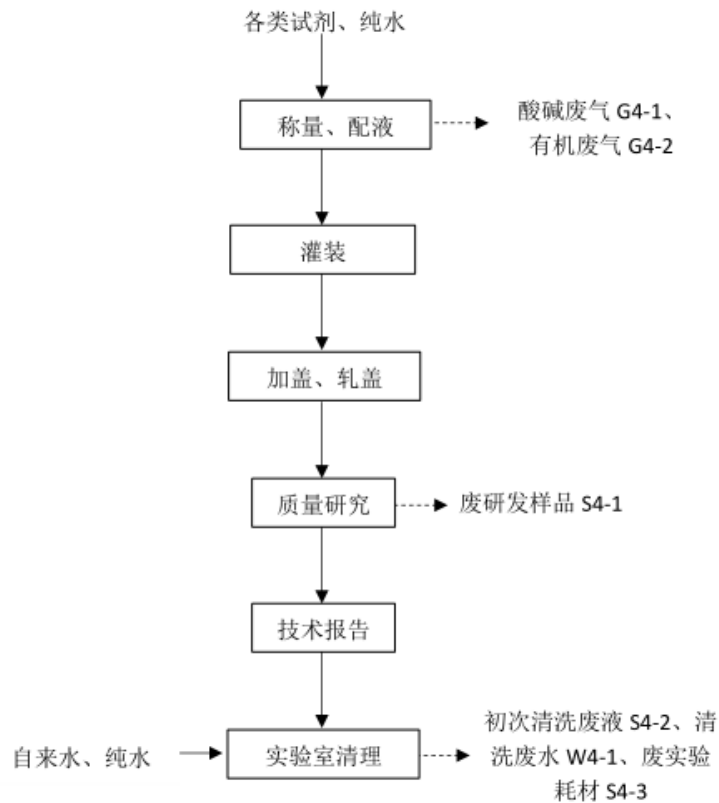 各类试剂、纯水
称量、配液
酸碱废气 G4-1、
有机废气 G4-2
灌装
加盖、轧盖
质量研究
废研发样品 S4-1
技术报告
自来水、纯水
实验室清理
初次清洗废液 S4-2、清
洗废水 W4-1、废实验
耗材 S4-3